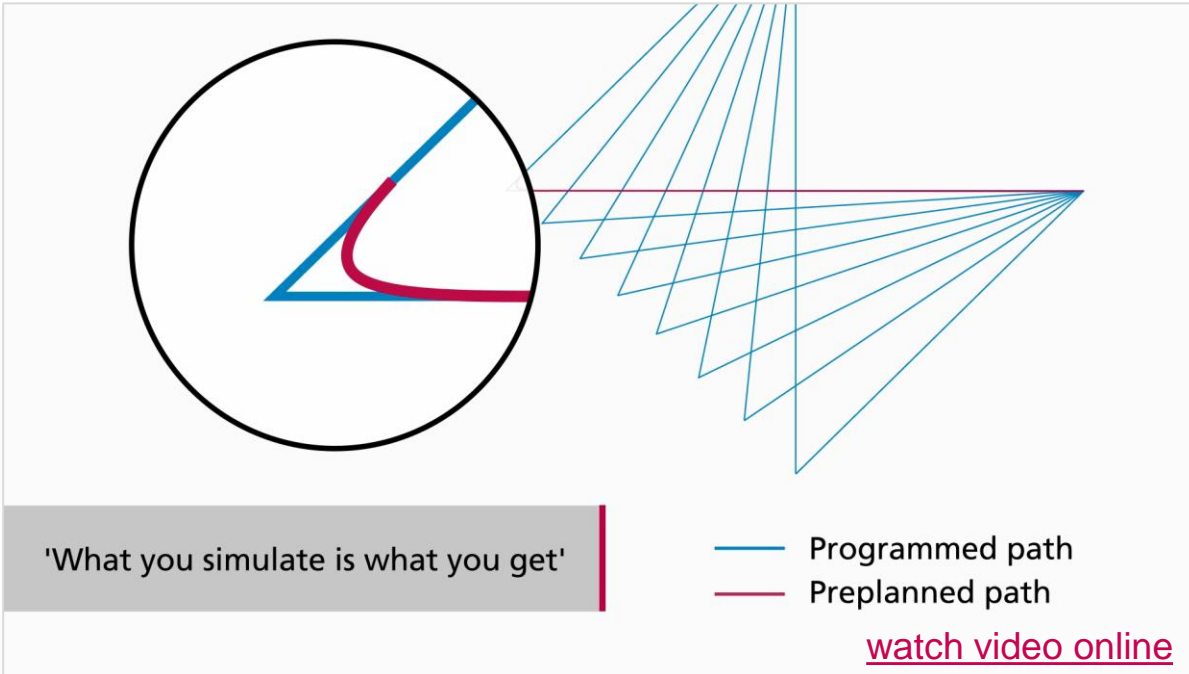 'What you simulate is what you get'
Programmed path
Preplanned path
watch video online